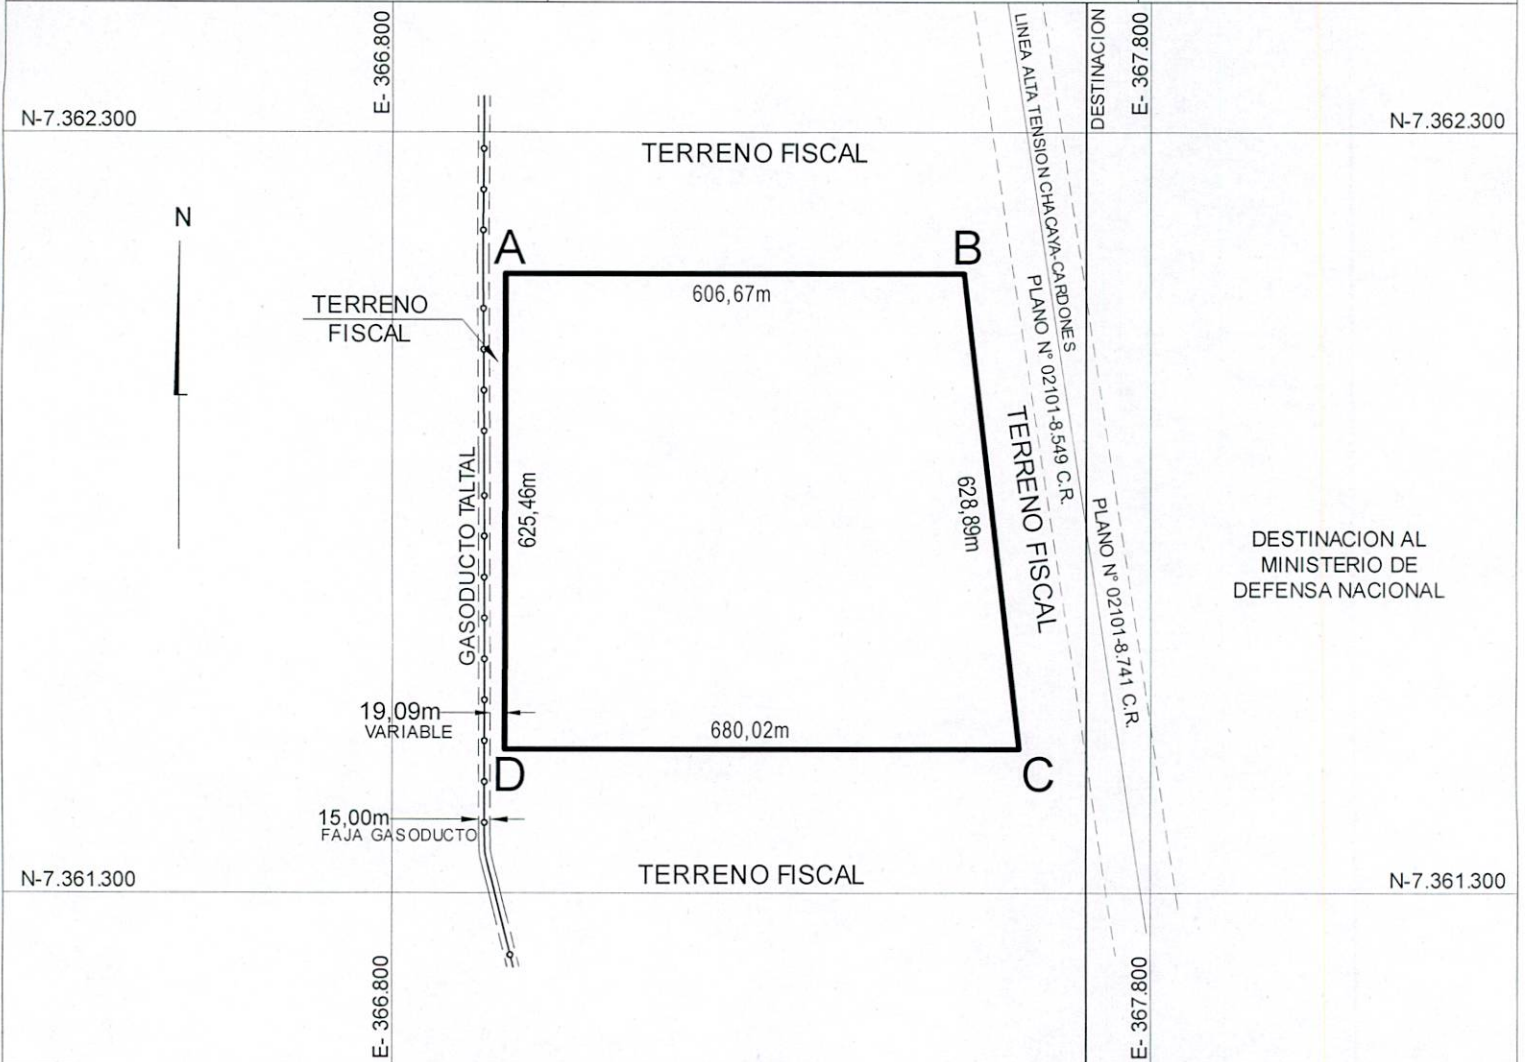 E- 366.800
LINEA ALTA TENSION CHACAYA-CARDONES
DESTINACION
E- 367.800
N-7.362.300
N-7.362.300
TERRENO FISCAL
N
A
B
606,67m
TERRENO
FISCAL
PLANO N° 02101-8.549 C.R.
TERRENO FISCAL
GASODUCTO TALTAL
625,46m
628,89m
PLANO N° 02101-8.741 C.R.
DESTINACION AL
MINISTERIO DE
DEFENSA NACIONAL
19,09m
VARIABLE
680,02m
D
C
15,00m
FAJA GASODUCTO
TERRENO FISCAL
N-7.361.300
N-7.361.300
E- 366.800
E- 367.800